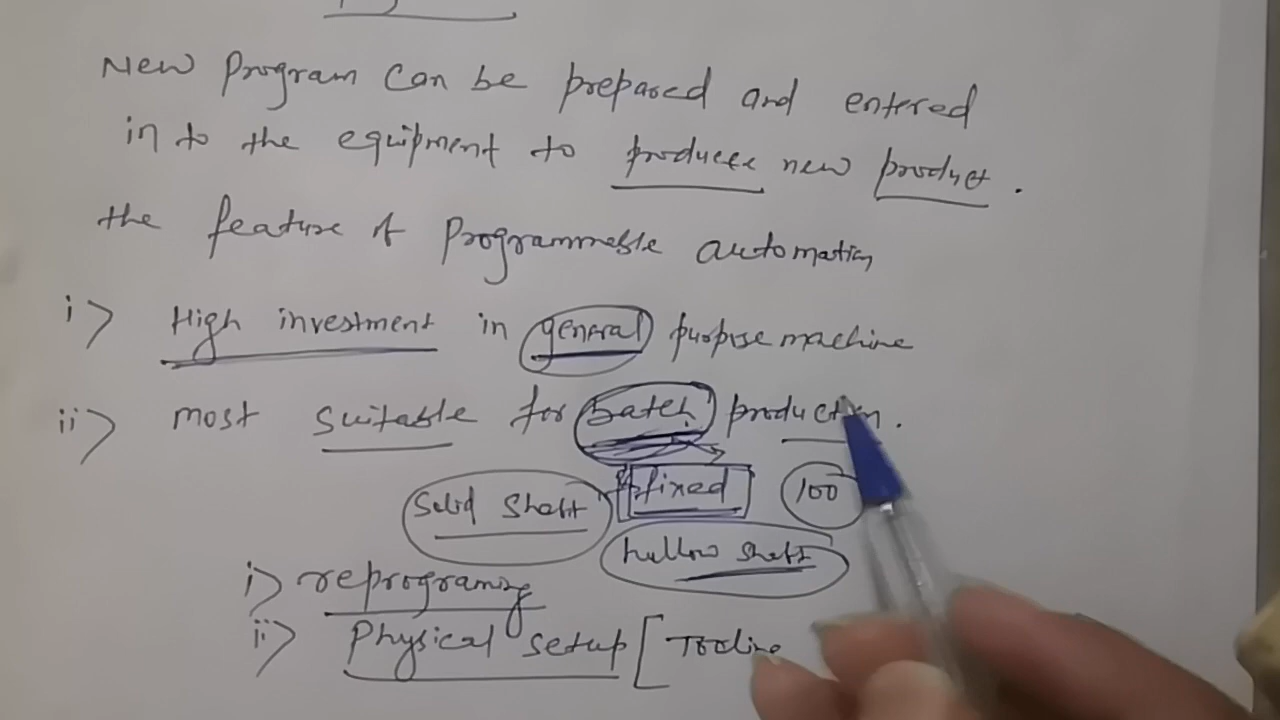 New Program can be prepared and entered
in to the equipment to produce new product.
the feature of Programmable automation
i) High investment in general purpose machine
ii) most suitable for batch production.
Solid Shaft fixed 100
hollow shaft
i) reprograming
ii) Physical setup [ Tooling